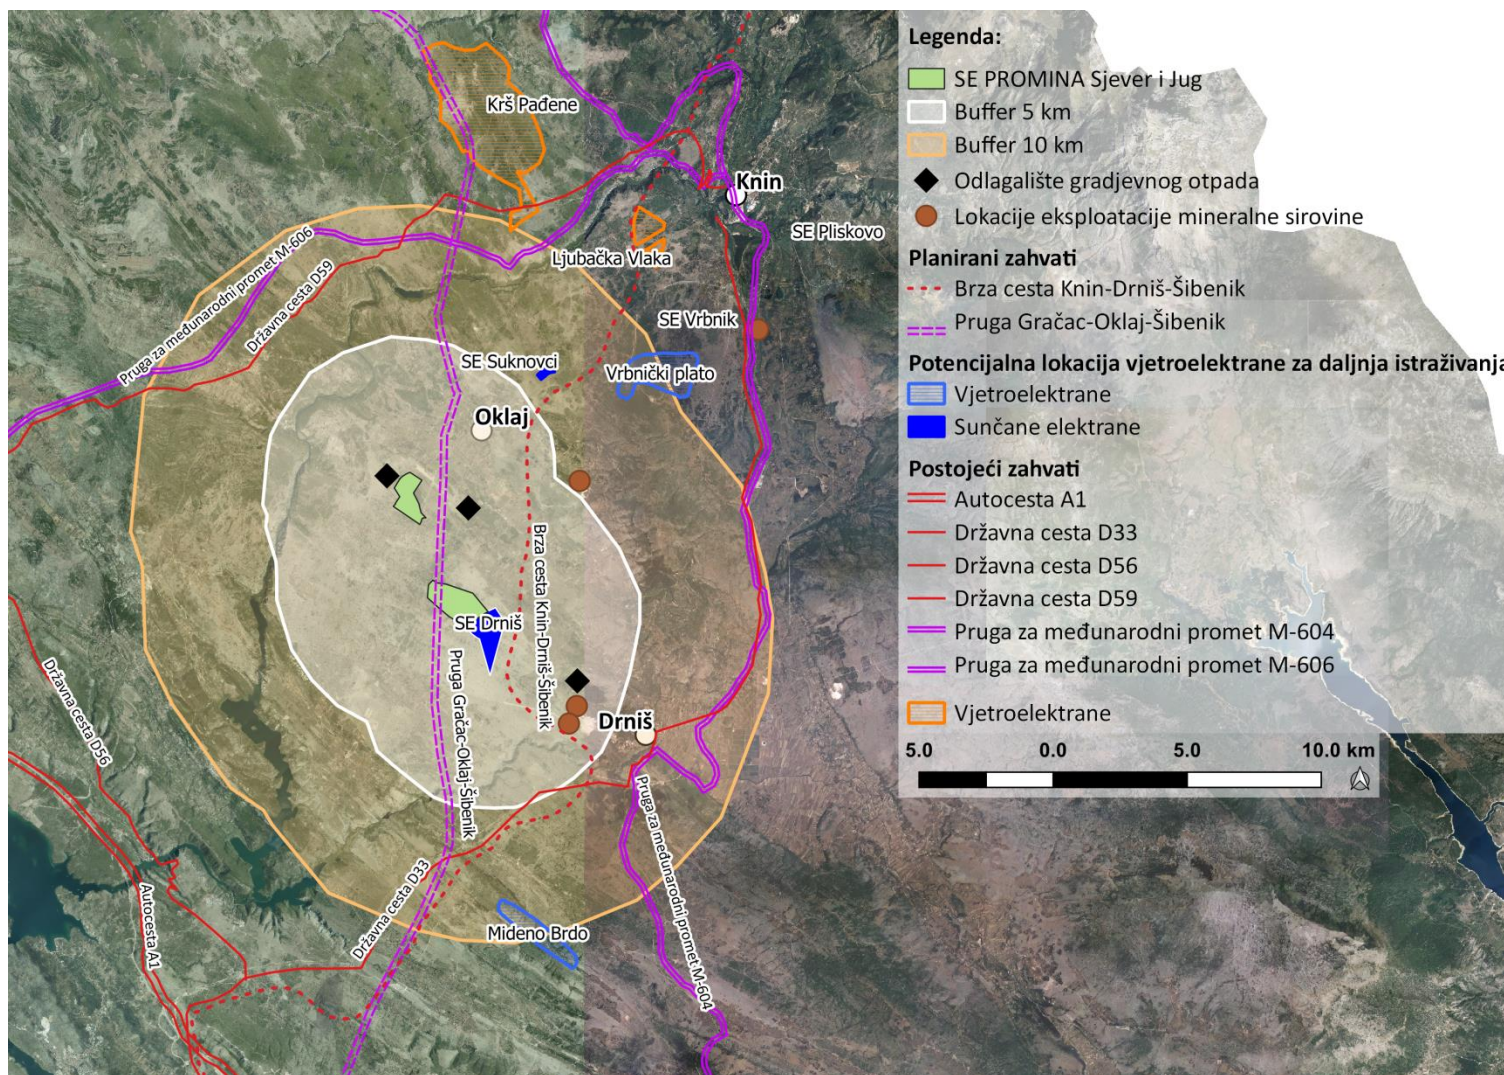 Legenda:
SE PROMINA Sjever i Jug
Buffer 5 km
Buffer 10 km
Odlagalište gradjevnog otpada
Lokacije eksploatacije mineralne sirovine
Planirani zahvati
Brza cesta Knin-Drniš-Šibenik
Pruga Gračac-Oklaj-Šibenik
Potencijalna lokacija vjetroelektrane za daljnja istraživanja
Vjetroelektrane
Sunčane elektrane
Postojeći zahvati
Autocesta A1
Državna cesta D33
Državna cesta D56
Državna cesta D59
Pruga za međunarodni promet M-604
Pruga za međunarodni promet M-606
Vjetroelektrane
5.0 0.0 5.0 10.0 km
Krš Pađene
Knin
SE Pliskovo
Ljubačka Vlaka
Pruga za međunarodni promet M-606
Državna cesta D59
SE Vrbnik
SE Suknovci
Vrbnički plato
Oklaj
Brza cesta Knin-Drniš-Šibenik
SE Drniš
Pruga Gračac-Oklaj-Šibenik
Drniš
Državna cesta D56
Pruga za međunarodni promet M-604
Državna cesta D33
Autocesta A1
Mideno Brdo